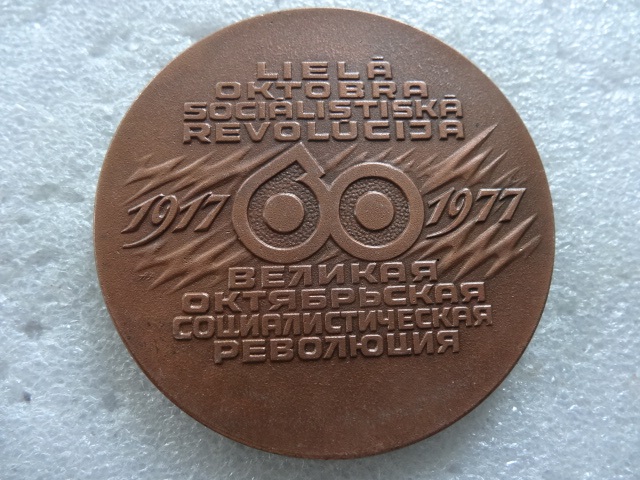 LIELĀ
OKTOBRA
SOCIĀLISTISKĀ
REVOLŪCIJA
1917 60 1977
ВЕЛИКАЯ
ОКТЯБРЬСКАЯ
СОЦИАЛИСТИЧЕСКАЯ
РЕВОЛЮЦИЯ